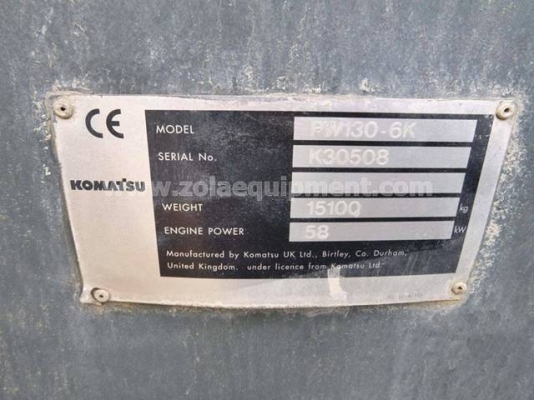 CE
MODEL PW130-6K
SERIAL No. K30508
KOMATSU
www.zolaequipment.com
WEIGHT 15100 kg
ENGINE POWER 58 kW
Manufactured by Komatsu UK Ltd., Birtley, Co. Durham,
United Kingdom, under licence from Komatsu Ltd.